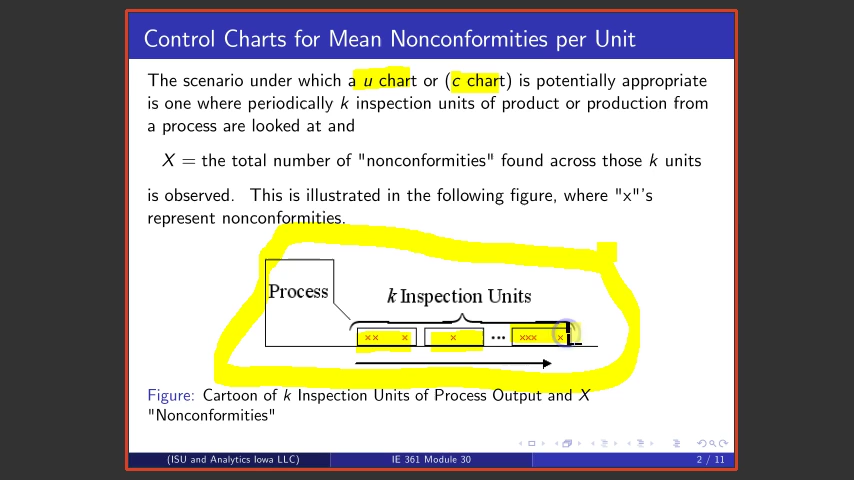 Control Charts for Mean Nonconformities per Unit
The scenario under which a u chart or (c chart) is potentially appropriate
is one where periodically k inspection units of product or production from
a process are looked at and
X = the total number of "nonconformities" found across those k units
is observed. This is illustrated in the following figure, where "x"'s
represent nonconformities.
Process
k Inspection Units
×× × × ··· ××× ×
Figure: Cartoon of k Inspection Units of Process Output and X
"Nonconformities"
(ISU and Analytics Iowa LLC) IE 361 Module 30 2 / 11